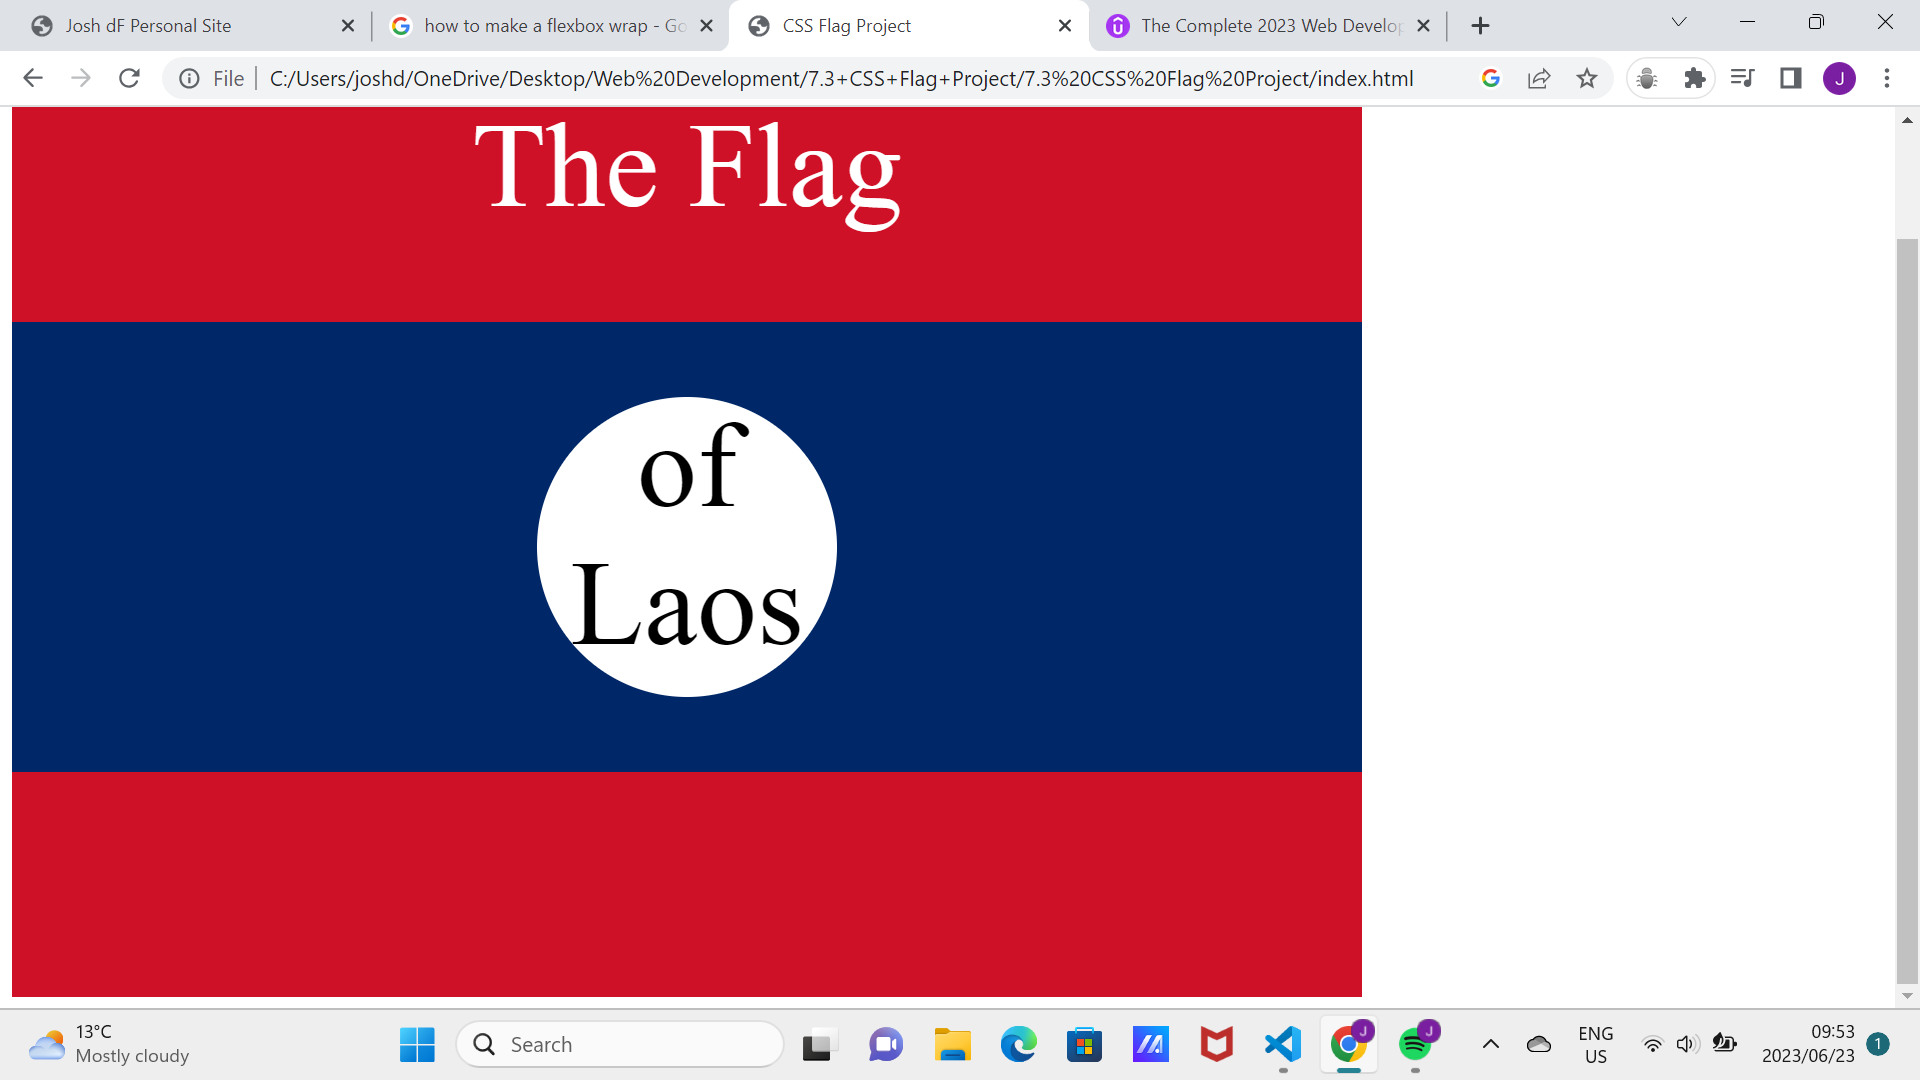 Josh dF Personal Site
how to make a flexbox wrap - Go
CSS Flag Project
The Complete 2023 Web Develop
File
C:/Users/joshd/OneDrive/Desktop/Web%20Development/7.3+CSS+Flag+Project/7.3%20CSS%20Flag%20Project/index.html
J
The Flag
of
Laos
13°C
Mostly cloudy
Search
J
J
ENG
US
09:53
2023/06/23
1